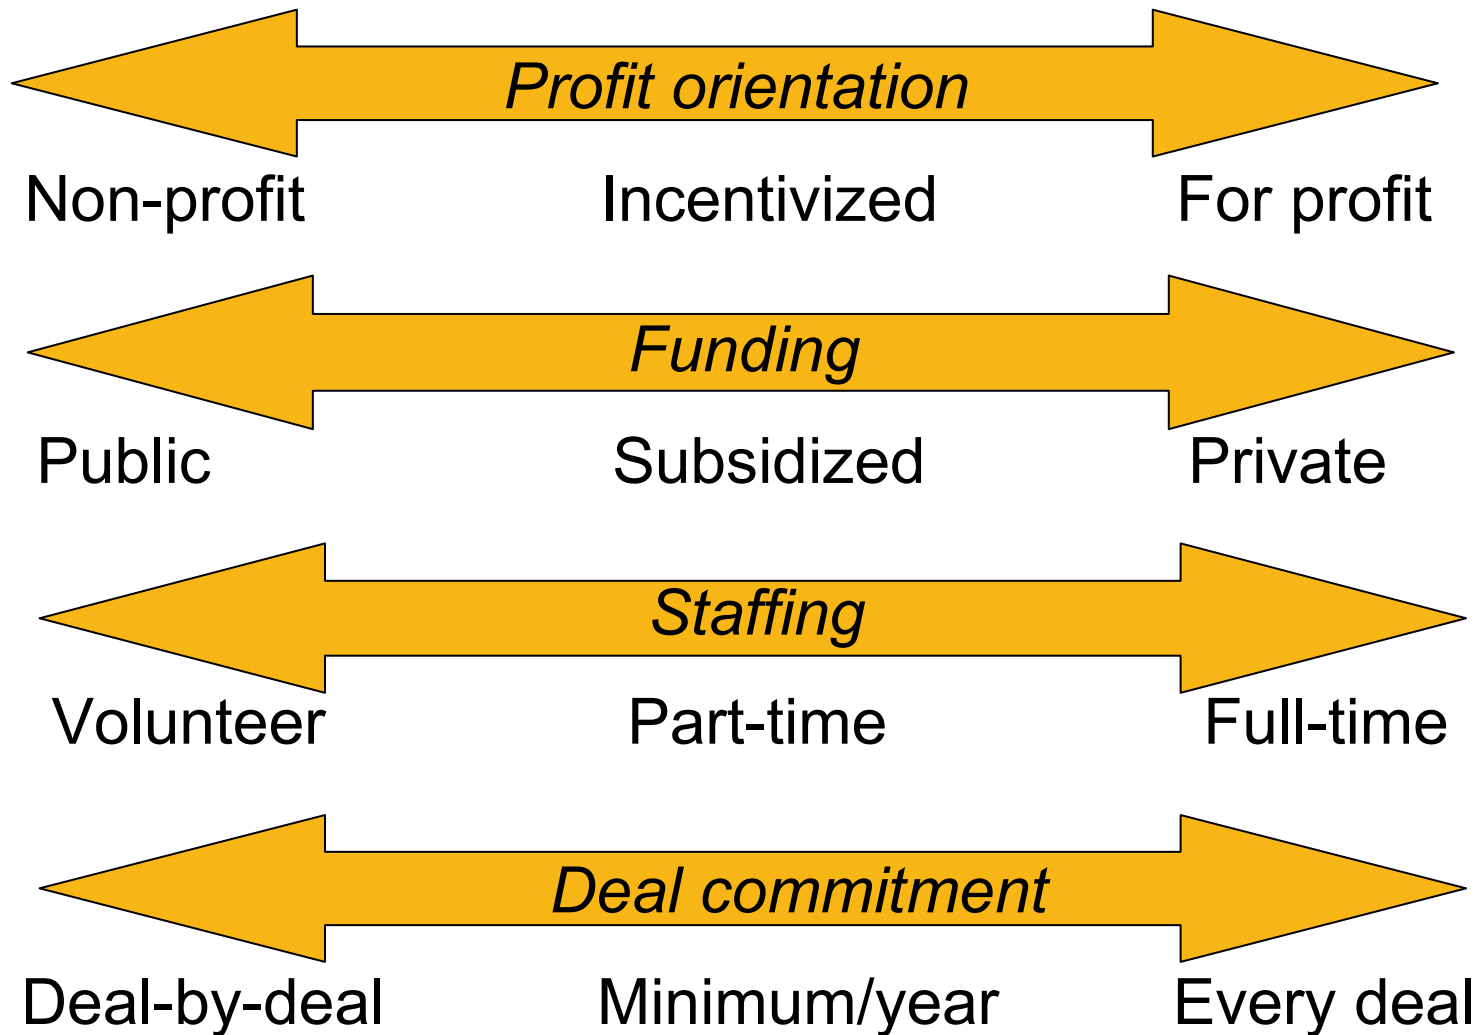 Profit orientation
Non-profit Incentivized For profit
Funding
Public Subsidized Private
Staffing
Volunteer Part-time Full-time
Deal commitment
Deal-by-deal Minimum/year Every deal